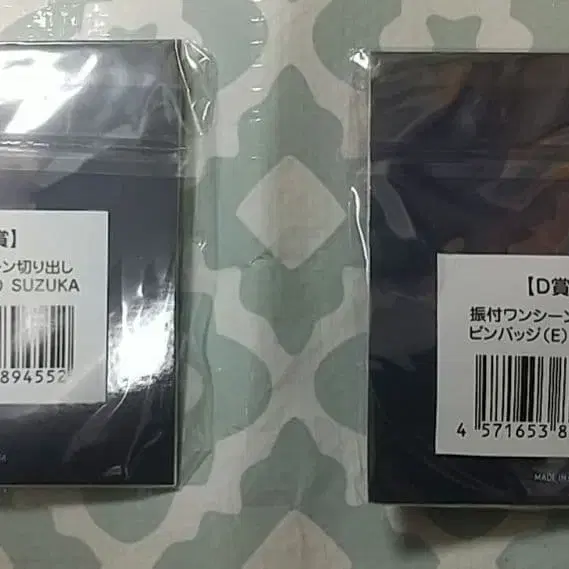 賞】
ーン切り出し
SUZUKA
894552
【D賞
振付ワンシーン
ピンバッジ（E）
4 571653 8
MADE IN